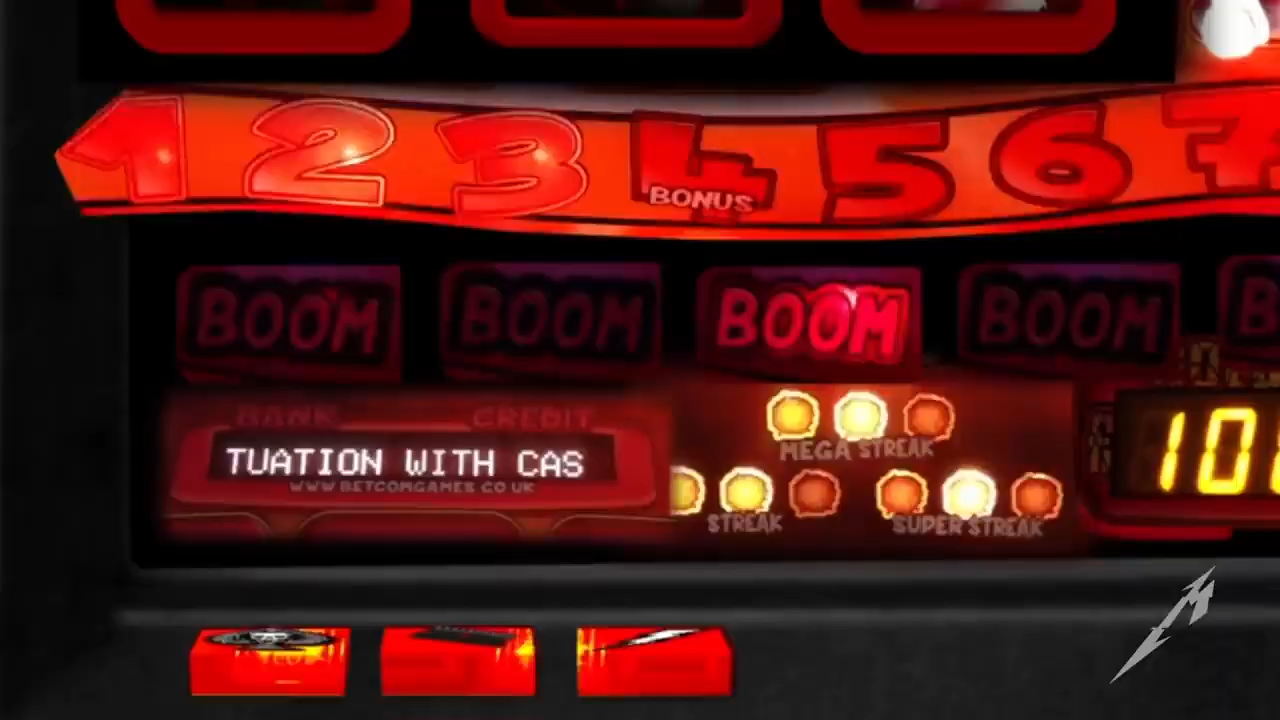 1 2 3 4 5 6 7
BONUS
BOOM BOOM BOOM BOOM
BANK CREDIT
TUATION WITH CAS
WWW.BETCOMGAMES.CO.UK
MEGA STREAK
STREAK
SUPER STREAK
10